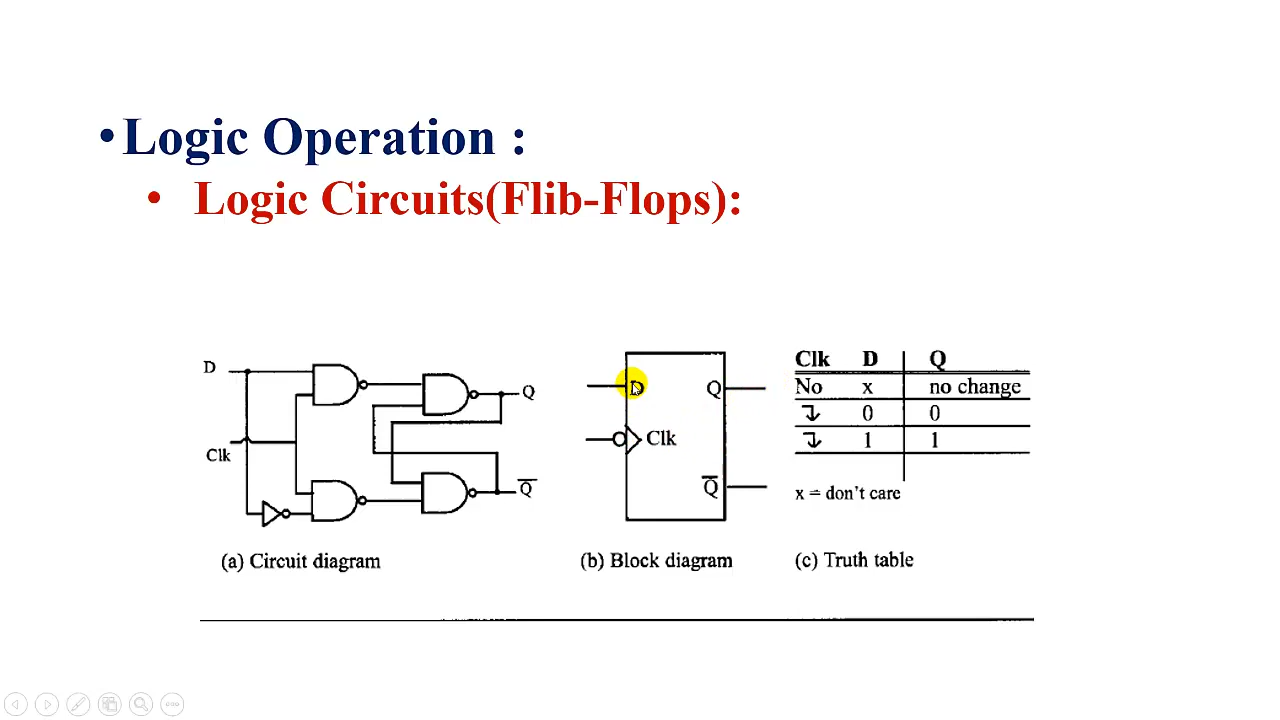 •Logic Operation :
• Logic Circuits(Flib-Flops):
D
Clk
Q
Q̅
(a) Circuit diagram
D
Clk
Q
Q̅
(b) Block diagram
Clk D Q
No x no change
↴ 0 0
↴ 1 1
x = don't care
(c) Truth table